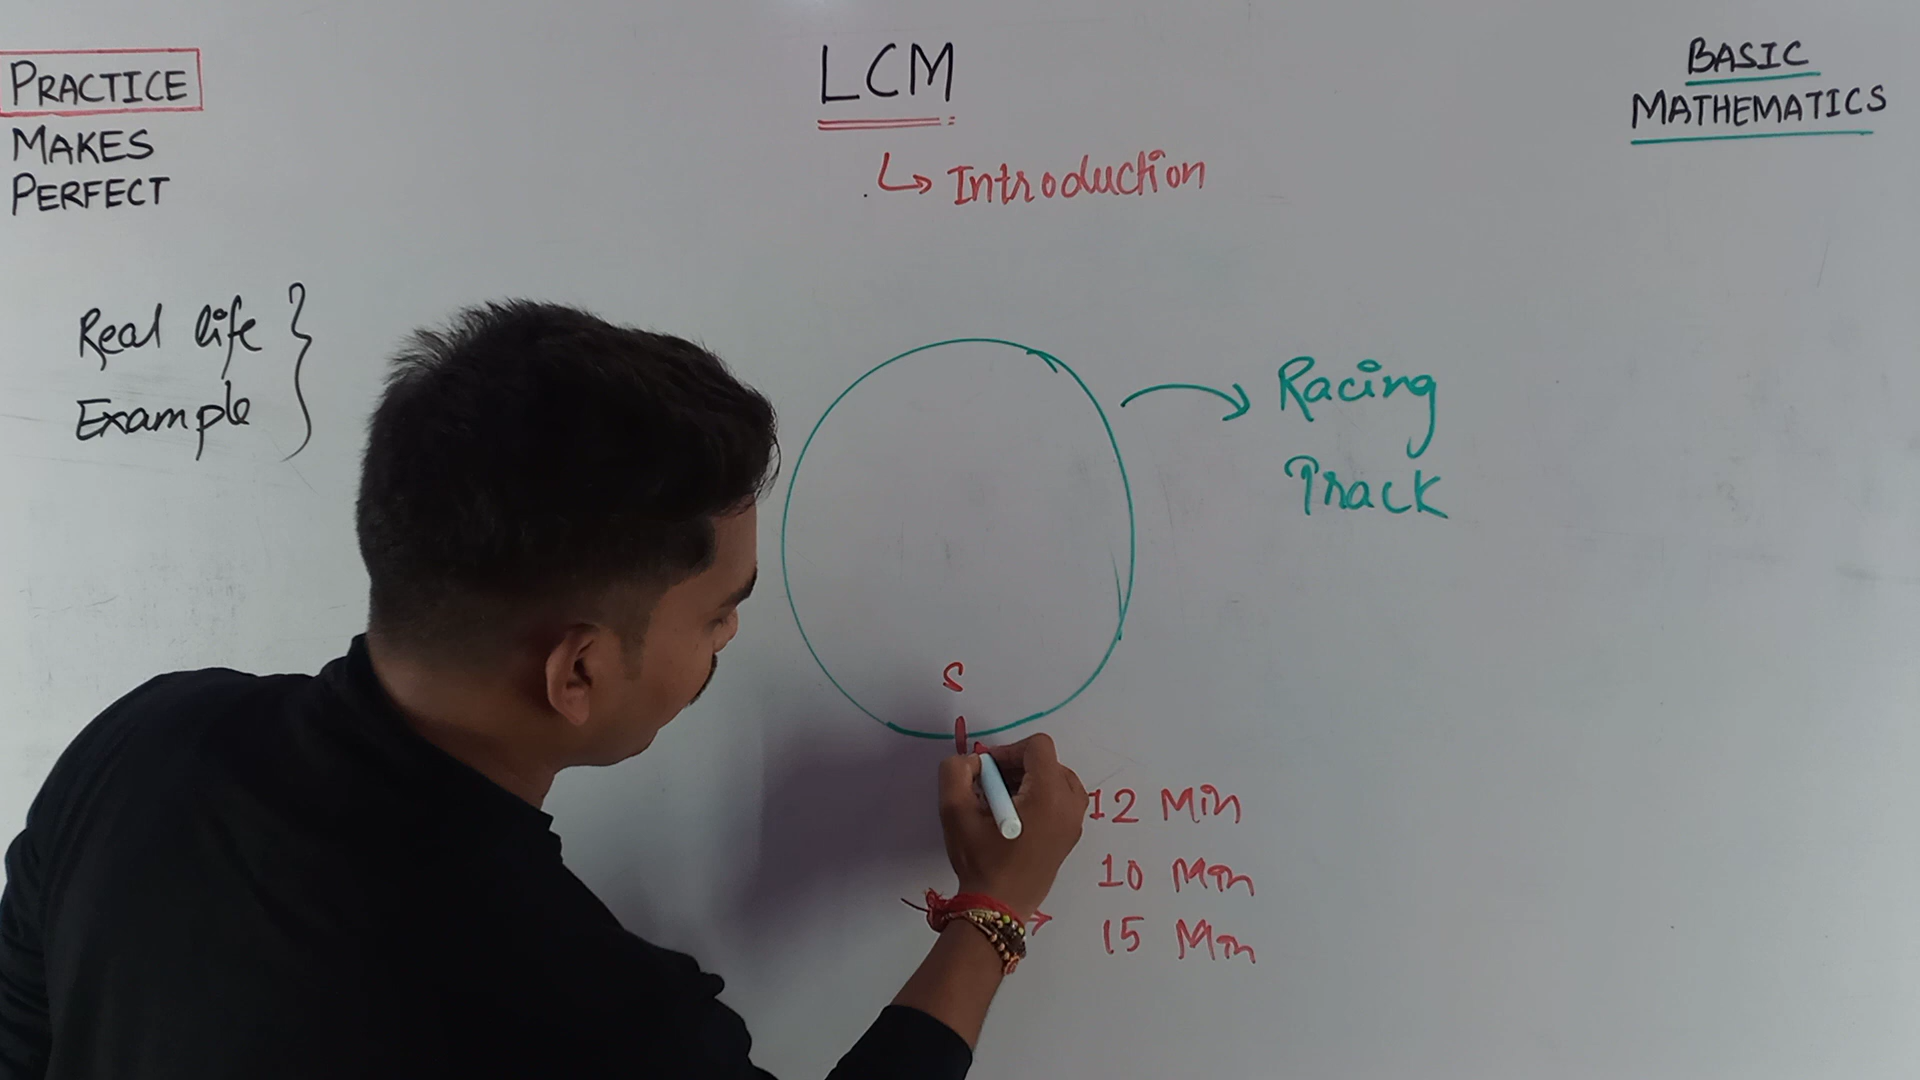 PRACTICE
MAKES
PERFECT
LCM
Introduction
BASIC
MATHEMATICS
Real life
Example
Racing
Track
S
12 Min
10 Min
15 Min